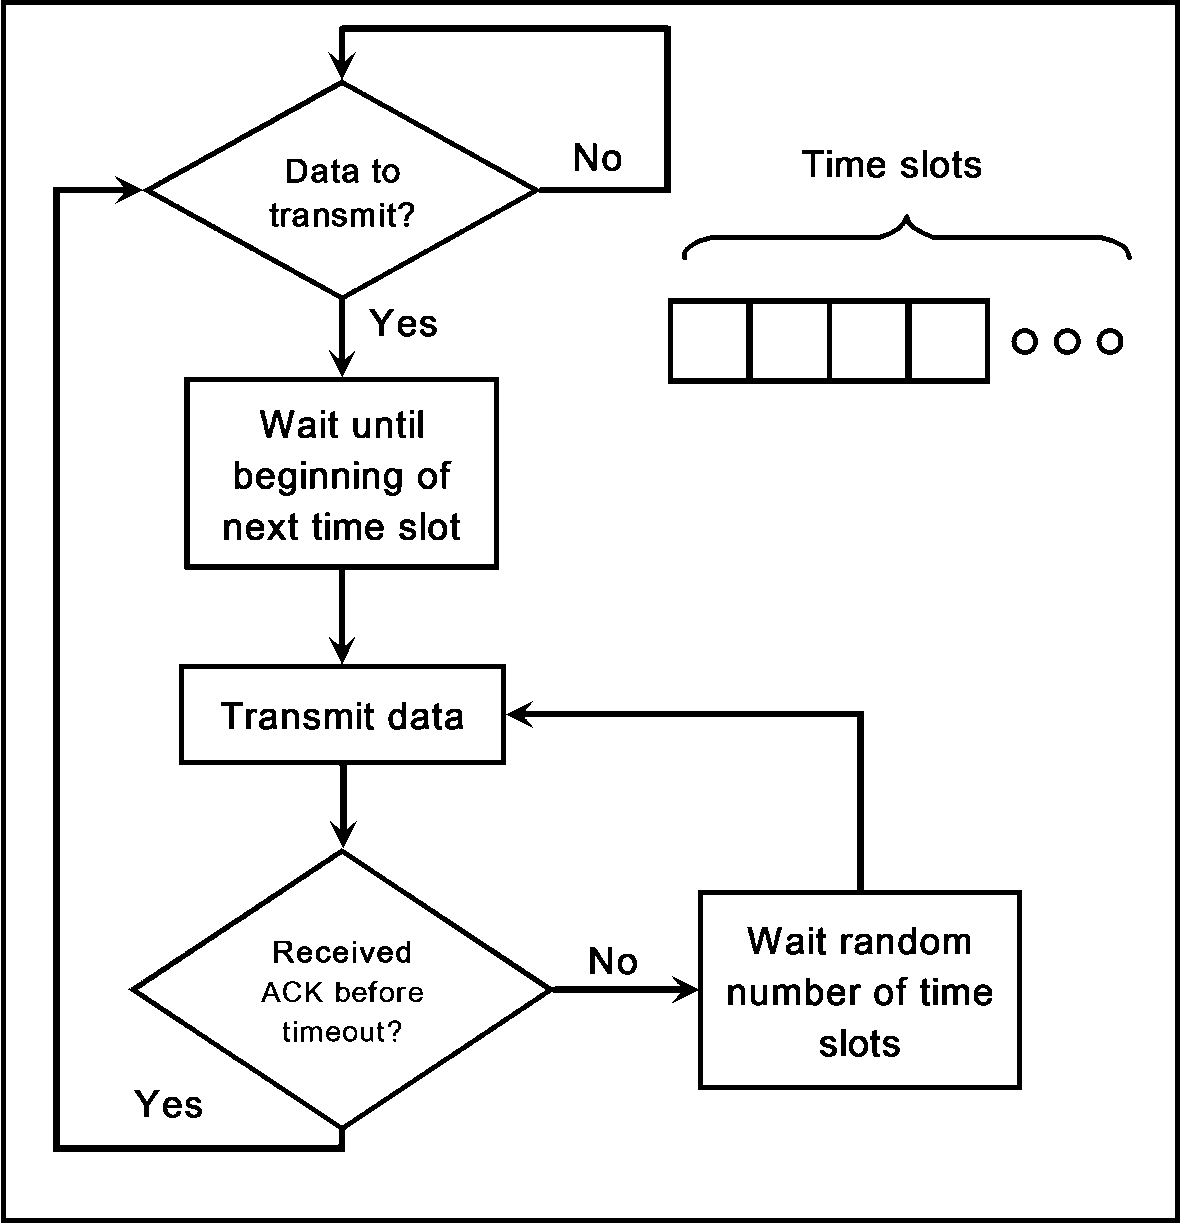 Data to
transmit?
No
Time slots
Yes
Wait until
beginning of
next time slot
Transmit data
Received
ACK before
timeout?
No
Wait random
number of time
slots
Yes